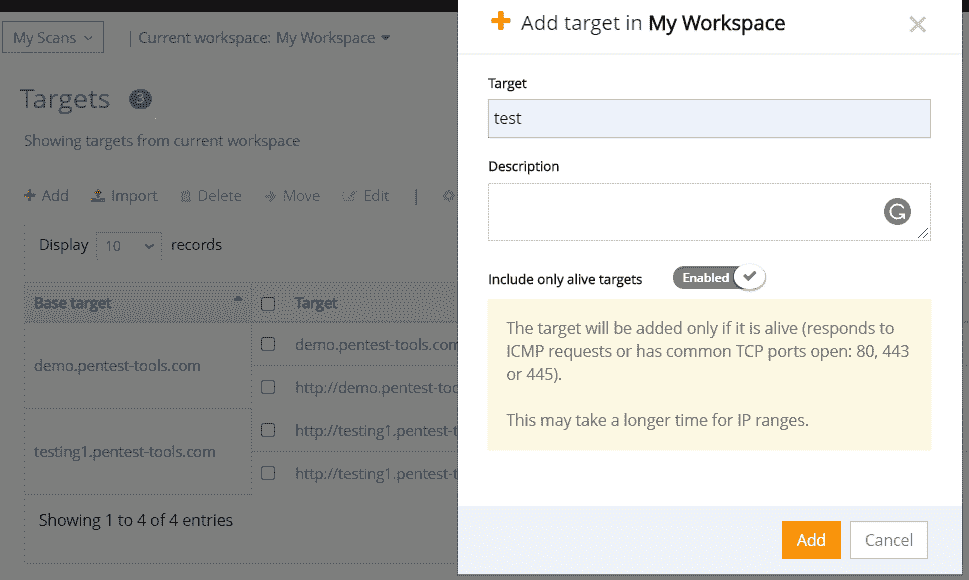 My Scans
| Current workspace: My Workspace
Targets
Showing targets from current workspace
Add Import Delete Move Edit |
Display 10 records
Base target Target
demo.pentest-tools.com
demo.pentest-tools.com
http://demo.pentest-too
testing1.pentest-tools.com
http://testing1.pentest-t
http://testing1.pentest-t
Showing 1 to 4 of 4 entries
Add target in My Workspace
Target
test
Description
Include only alive targets Enabled
The target will be added only if it is alive (responds to
ICMP requests or has common TCP ports open: 80, 443
or 445).
This may take a longer time for IP ranges.
Add Cancel